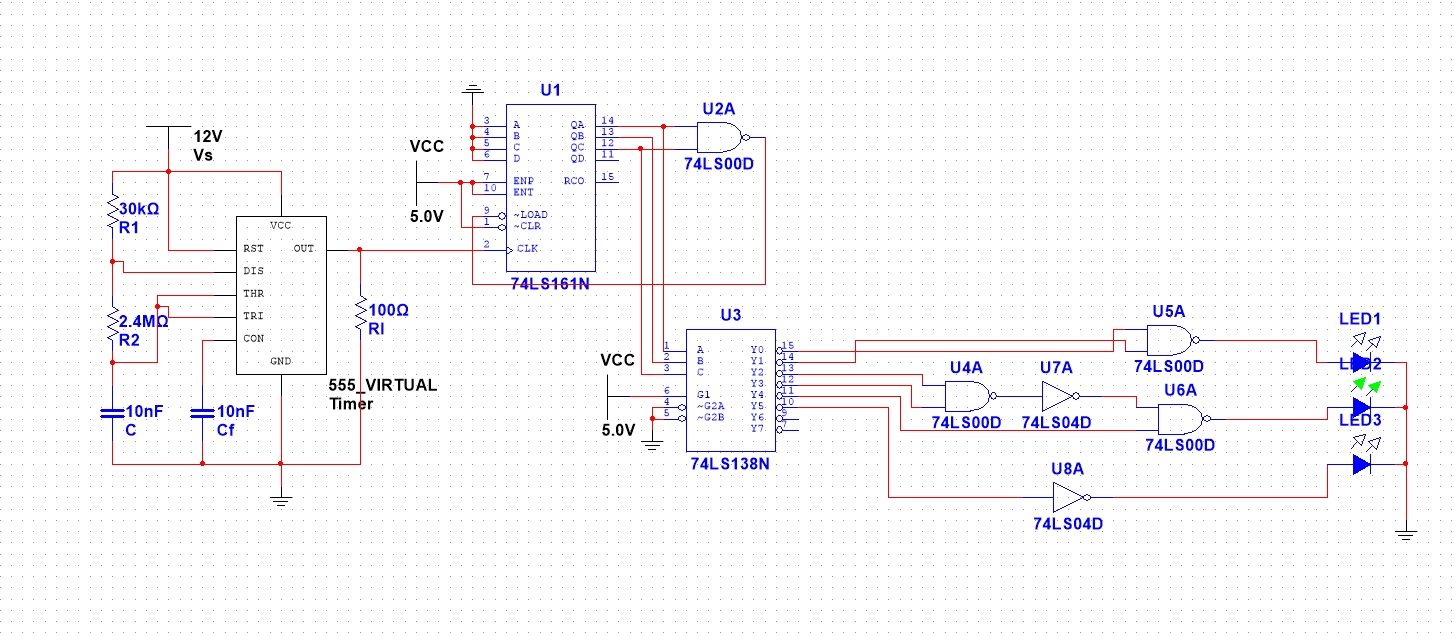 12V
Vs
30kΩ
R1
2.4MΩ
R2
10nF
C
10nF
Cf
VCC
RST
OUT
DIS
THR
TRI
CON
GND
555_VIRTUAL
Timer
100Ω
Rl
VCC
5.0V
U1
3 A QA 14
4 B QB 13
5 C QC 12
6 D QD 11
7 ENP RCO 15
10 ENT
9 ~LOAD
1 ~CLR
2 CLK
74LS161N
U2A
74LS00D
VCC
5.0V
U3
1 A Y0 15
2 B Y1 14
3 C Y2 13
Y3 12
6 G1 Y4 11
4 ~G2A Y5 10
5 ~G2B Y6 9
Y7 7
74LS138N
U4A
74LS00D
U7A
74LS04D
U5A
74LS00D
U6A
74LS00D
U8A
74LS04D
LED1
LED2
LED3